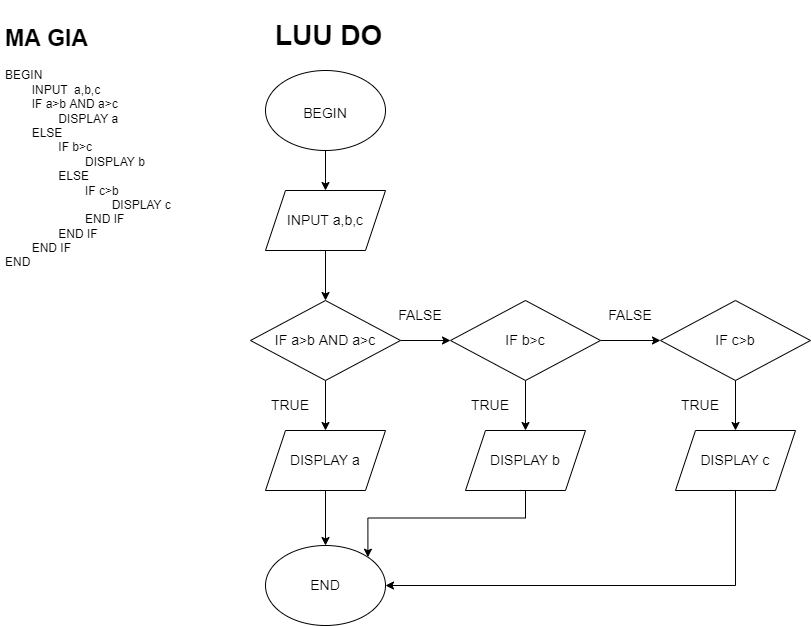 MA GIA
BEGIN
INPUT a,b,c
IF a>b AND a>c
DISPLAY a
ELSE
IF b>c
DISPLAY b
ELSE
IF c>b
DISPLAY c
END IF
END IF
END IF
END
LUU DO
BEGIN
INPUT a,b,c
IF a>b AND a>c
FALSE
IF b>c
FALSE
IF c>b
TRUE
TRUE
TRUE
DISPLAY a
DISPLAY b
DISPLAY c
END